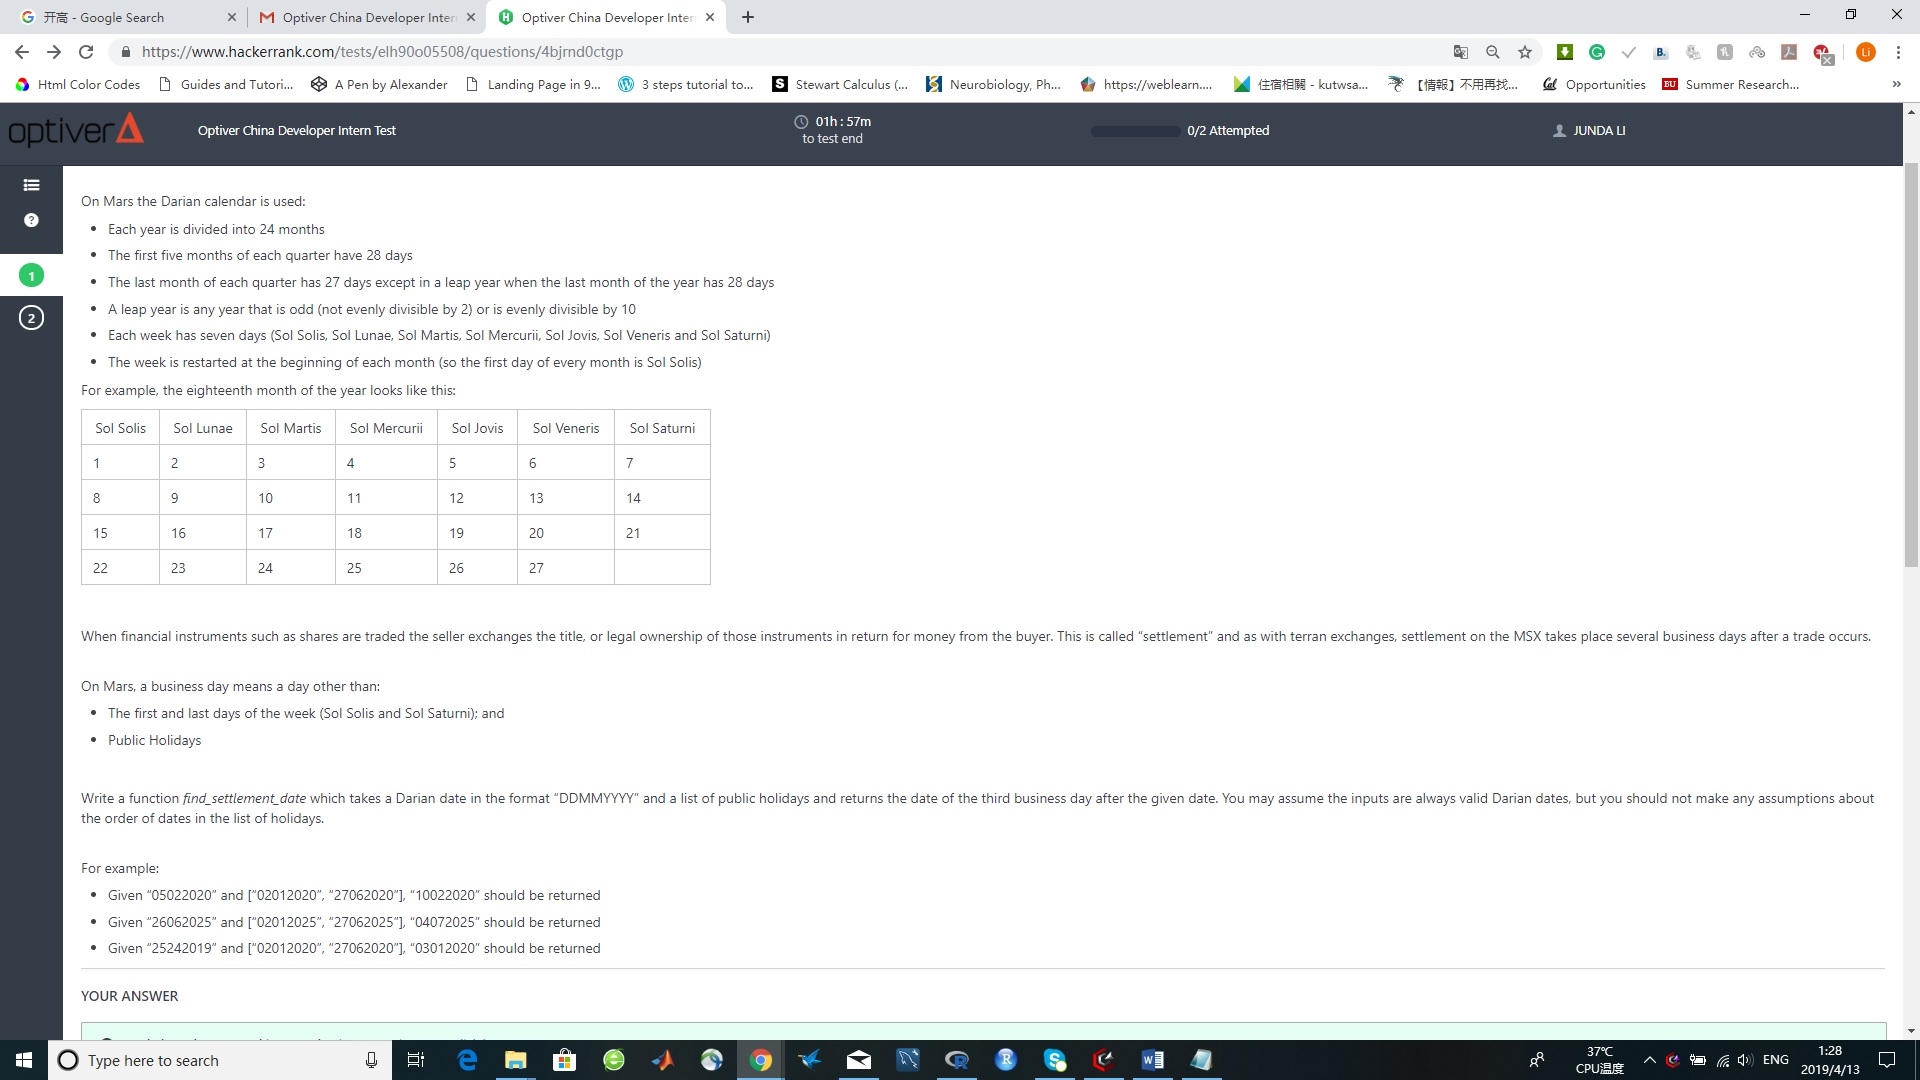 开高 - Google Search
Optiver China Developer Inter
Optiver China Developer Inter
https://www.hackerrank.com/tests/elh90o05508/questions/4bjrnd0ctgp
Html Color Codes
Guides and Tutori...
A Pen by Alexander
Landing Page in 9...
3 steps tutorial to...
Stewart Calculus (...
Neurobiology, Ph...
https://weblearn....
住宿相關 - kutwsa...
【情報】不用再找...
Opportunities
Summer Research...
optiver
Optiver China Developer Intern Test
01h : 57m
to test end
0/2 Attempted
JUNDA LI
1
2
On Mars the Darian calendar is used:
• Each year is divided into 24 months
• The first five months of each quarter have 28 days
• The last month of each quarter has 27 days except in a leap year when the last month of the year has 28 days
• A leap year is any year that is odd (not evenly divisible by 2) or is evenly divisible by 10
• Each week has seven days (Sol Solis, Sol Lunae, Sol Martis, Sol Mercurii, Sol Jovis, Sol Veneris and Sol Saturni)
• The week is restarted at the beginning of each month (so the first day of every month is Sol Solis)
For example, the eighteenth month of the year looks like this:
Sol Solis Sol Lunae Sol Martis Sol Mercurii Sol Jovis Sol Veneris Sol Saturni
1 2 3 4 5 6 7
8 9 10 11 12 13 14
15 16 17 18 19 20 21
22 23 24 25 26 27
When financial instruments such as shares are traded the seller exchanges the title, or legal ownership of those instruments in return for money from the buyer. This is called “settlement” and as with terran exchanges, settlement on the MSX takes place several business days after a trade occurs.
On Mars, a business day means a day other than:
• The first and last days of the week (Sol Solis and Sol Saturni); and
• Public Holidays
Write a function find_settlement_date which takes a Darian date in the format “DDMMYYYY” and a list of public holidays and returns the date of the third business day after the given date. You may assume the inputs are always valid Darian dates, but you should not make any assumptions about
the order of dates in the list of holidays.
For example:
• Given “05022020” and [“02012020”, “27062020”], “10022020” should be returned
• Given “26062025” and [“02012025”, “27062025”], “04072025” should be returned
• Given “25242019” and [“02012020”, “27062020”], “03012020” should be returned
YOUR ANSWER
Type here to search
37℃
CPU温度
ENG
1:28
2019/4/13